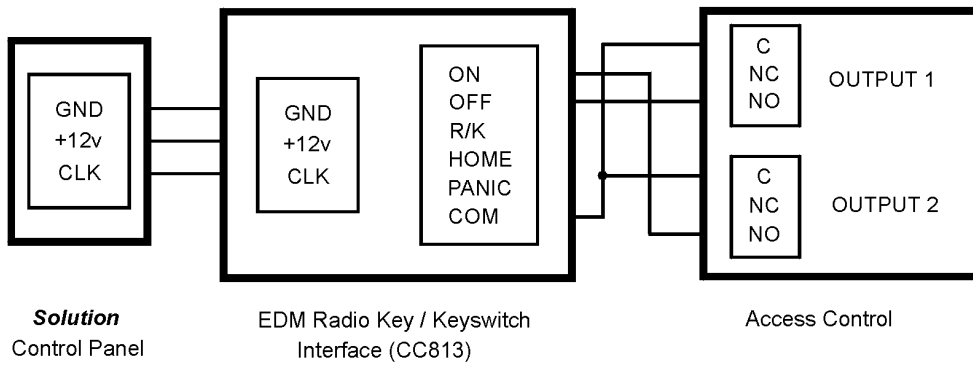 GND
+12v
CLK
GND
+12v
CLK
ON
OFF
R/K
HOME
PANIC
COM
C
NC
NO
OUTPUT 1
C
NC
NO
OUTPUT 2
Solution
Control Panel
EDM Radio Key / Keyswitch
Interface (CC813)
Access Control